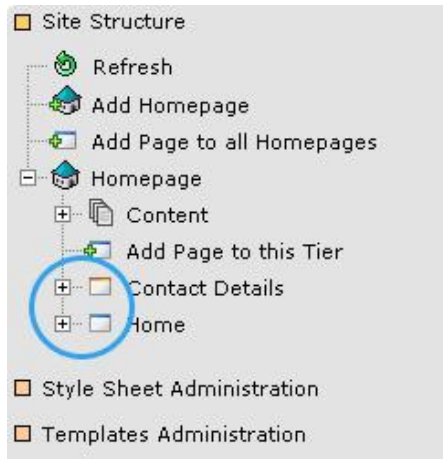 Site Structure
Refresh
Add Homepage
Add Page to all Homepages
Homepage
Content
Add Page to this Tier
Contact Details
Home
Style Sheet Administration
Templates Administration